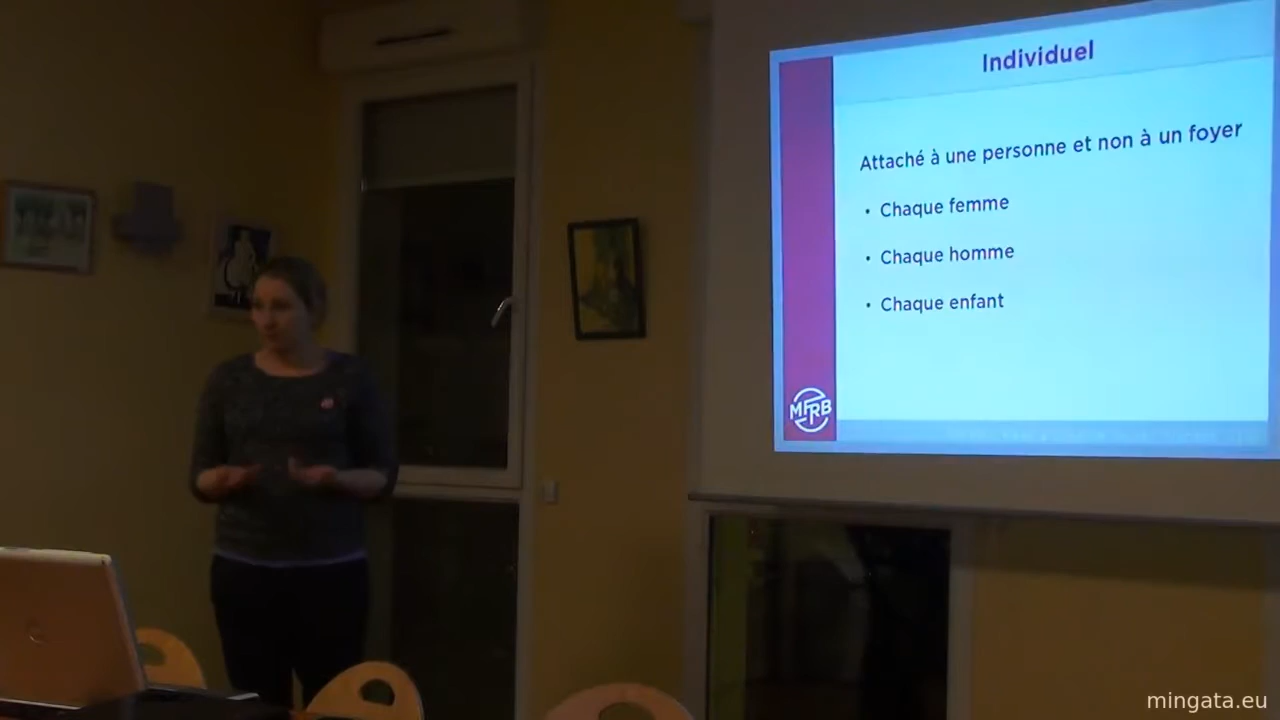 Individuel
Attaché à une personne et non à un foyer
• Chaque femme
• Chaque homme
• Chaque enfant
MFRB
mingata.eu